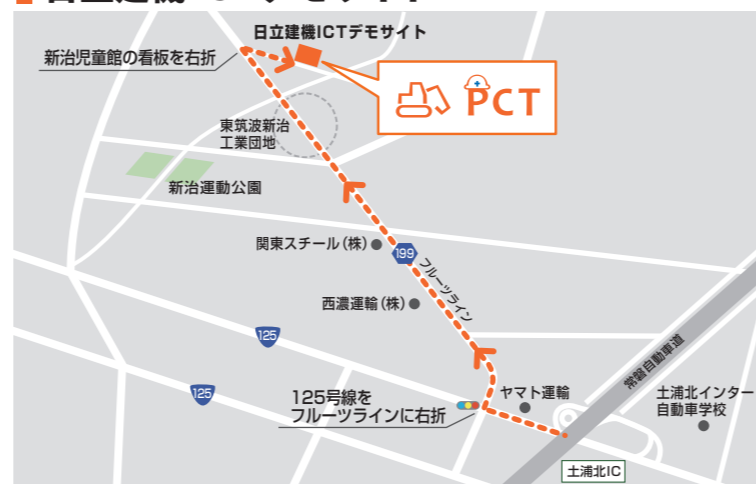 日立建機ICTデモサイト
新治児童館の看板を右折
PCT
東筑波新治
工業団地
新治運動公園
関東スチール(株)
199
フルーツライン
西濃運輸(株)
125
常磐自動車道
125
125号線を
フルーツラインに右折
ヤマト運輸
土浦北インター
自動車学校
土浦北IC